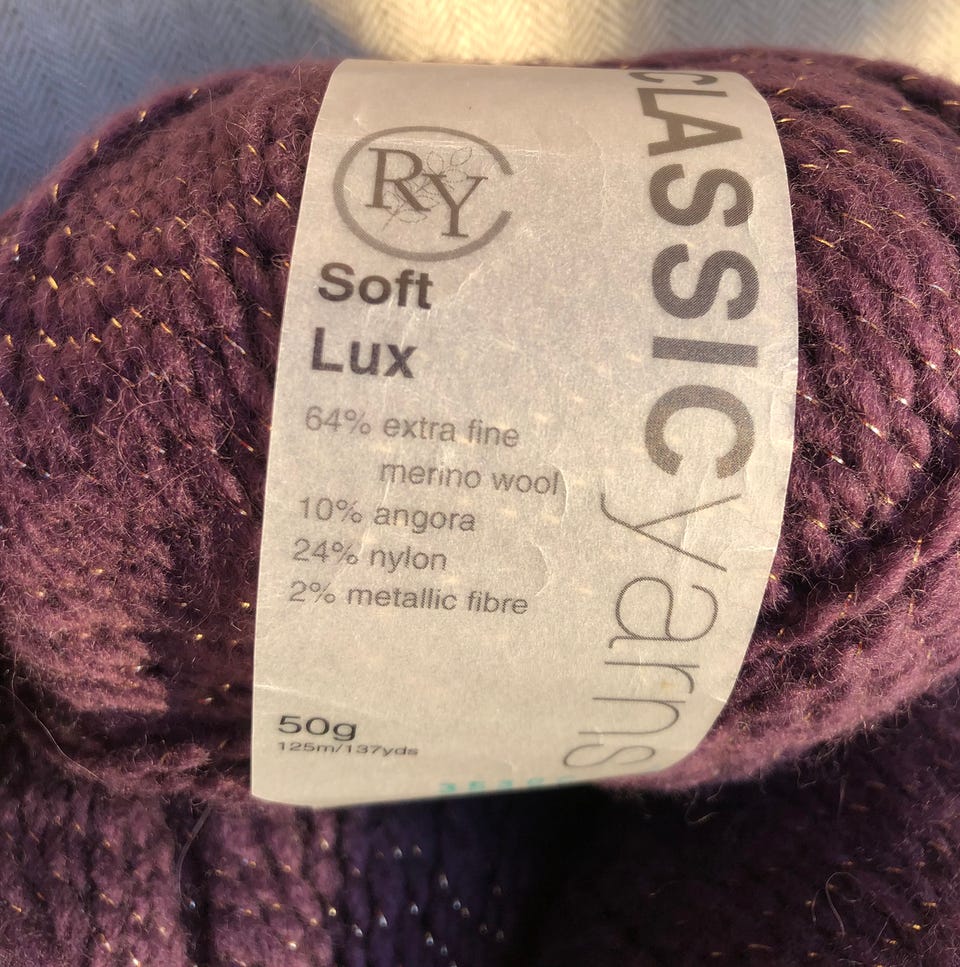 RY
Soft
Lux
64% extra fine
merino wool
10% angora
24% nylon
2% metallic fibre
50g
125m/137yds
CLASSIC yarns